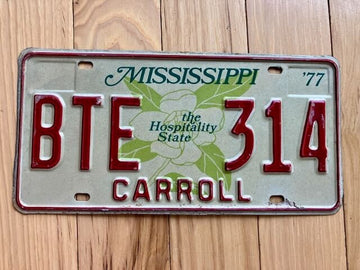 MISSISSIPPI '77
BTE 314
the
Hospitality
State
CARROLL